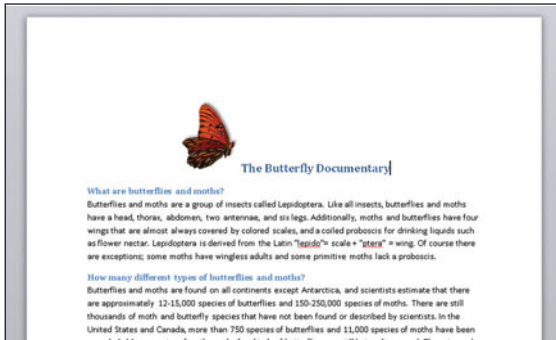 The Butterfly Documentary
What are butterflies and moths?
Butterflies and moths are a group of insects called Lepidoptera. Like all insects, butterflies and moths
have a head, thorax, abdomen, two antennae, and six legs. Additionally, moths and butterflies have four
wings that are almost always covered by colored scales, and a coiled proboscis for drinking liquids such
as flower nectar. Lepidoptera is derived from the Latin "lepido"= scale + "ptera" = wing. Of course there
are exceptions; some moths have wingless adults and some primitive moths lack a proboscis.
How many different types of butterflies and moths?
Butterflies and moths are found on all continents except Antarctica, and scientists estimate that there
are approximately 12-15,000 species of butterflies and 150-250,000 species of moths. There are still
thousands of moth and butterfly species that have not been found or described by scientists. In the
United States and Canada, more than 750 species of butterflies and 11,000 species of moths have been